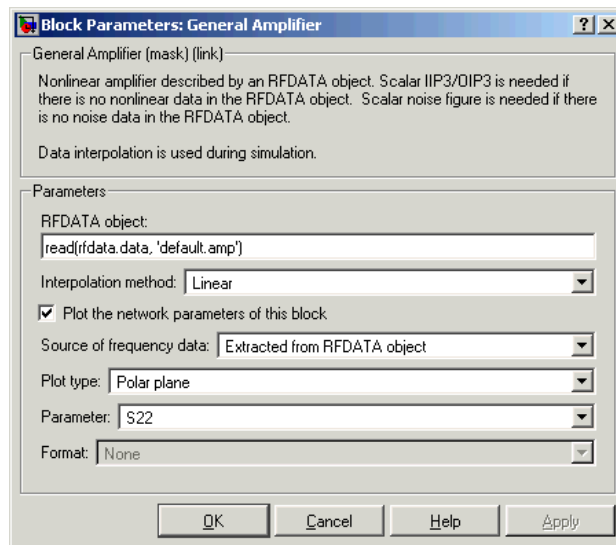 Block Parameters: General Amplifier
General Amplifier (mask) (link)
Nonlinear amplifier described by an RFDATA object. Scalar IIP3/OIP3 is needed if
there is no nonlinear data in the RFDATA object.  Scalar noise figure is needed if there
is no noise data in the RFDATA object.
Data interpolation is used during simulation.
Parameters
RFDATA object:
read(rfdata.data, 'default.amp')
Interpolation method: Linear
Plot the network parameters of this block
Source of frequency data: Extracted from RFDATA object
Plot type: Polar plane
Parameter: S22
Format: None
OK Cancel Help Apply